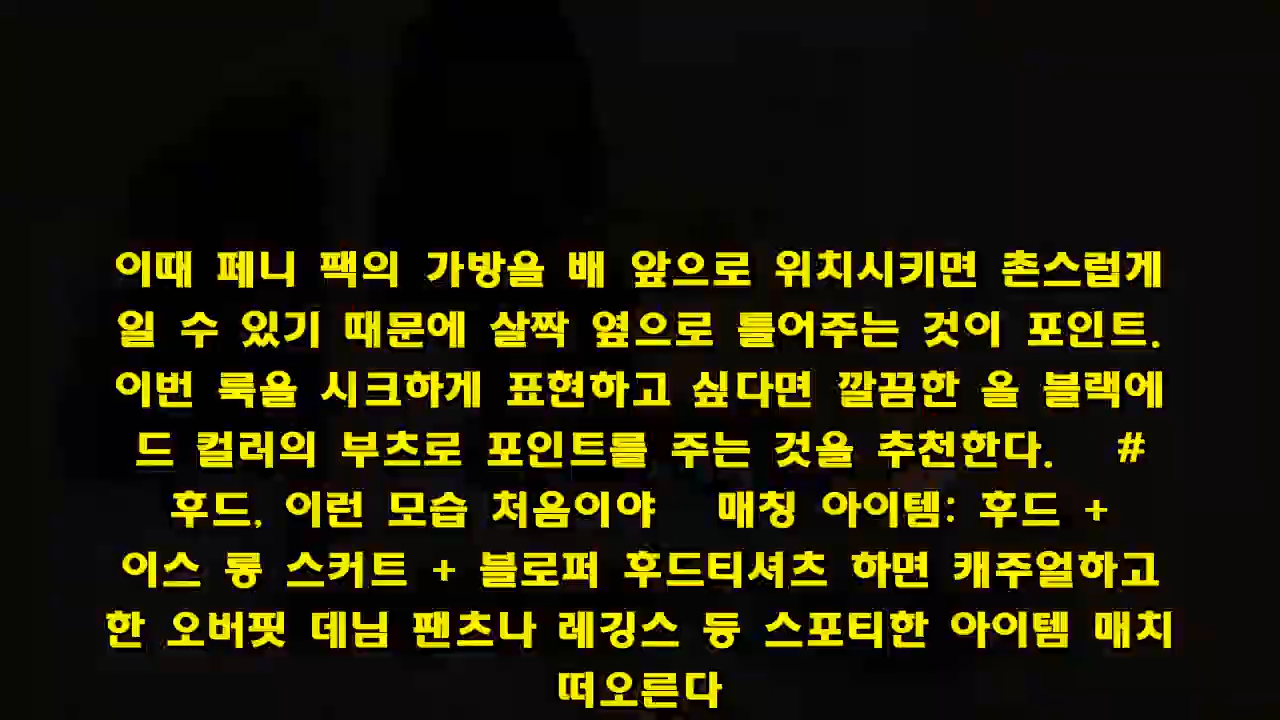 이때 페니 팩의 가방을 배 앞으로 위치시키면 촌스럽게
일 수 있기 때문에 살짝 옆으로 틀어주는 것이 포인트.
이번 룩을 시크하게 표현하고 싶다면 깔끔한 올 블랙에
드 컬러의 부츠로 포인트를 주는 것을 추천한다. #
후드, 이런 모습 처음이야 매칭 아이템: 후드 +
이스 롱 스커트 + 블로퍼 후드티셔츠 하면 캐주얼하고
한 오버핏 데님 팬츠나 레깅스 등 스포티한 아이템 매치
떠오른다